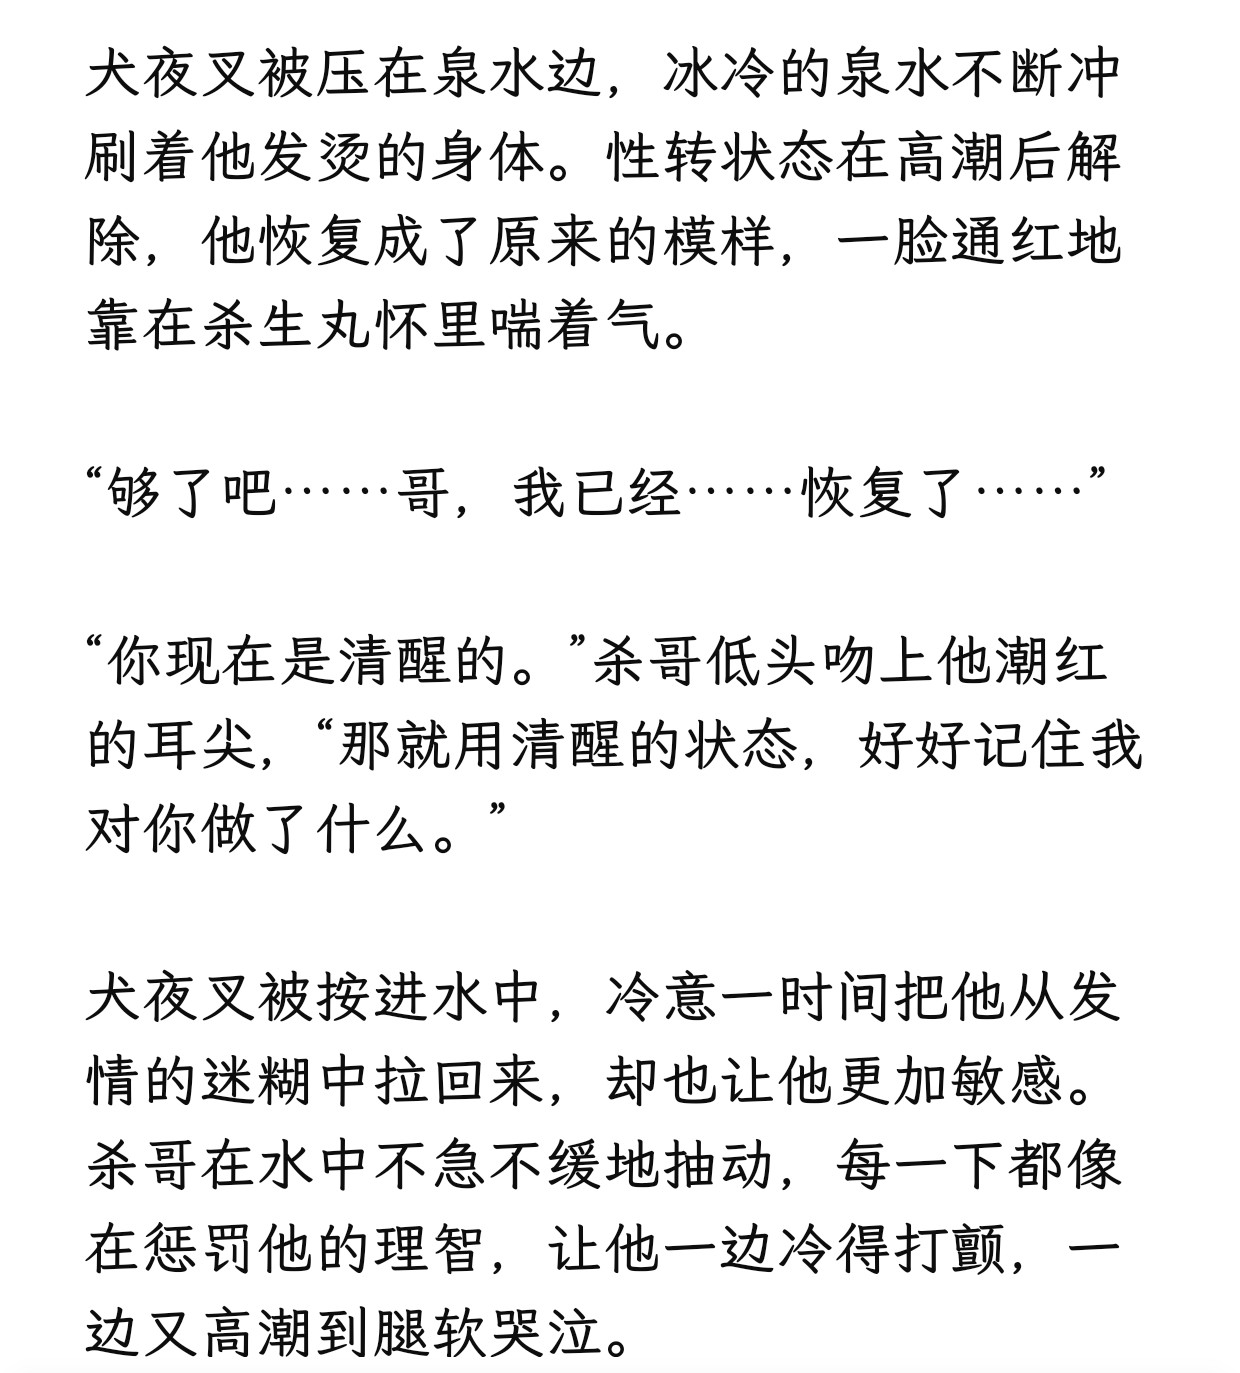 犬夜叉被压在泉水边，冰冷的泉水不断冲
刷着他发烫的身体。性转状态在高潮后解
除，他恢复成了原来的模样，一脸通红地
靠在杀生丸怀里喘着气。
“够了吧……哥，我已经……恢复了……”
“你现在是清醒的。”杀哥低头吻上他潮红
的耳尖，“那就用清醒的状态，好好记住我
对你做了什么。”
犬夜叉被按进水中，冷意一时间把他从发
情的迷糊中拉回来，却也让他更加敏感。
杀哥在水中不急不缓地抽动，每一下都像
在惩罚他的理智，让他一边冷得打颤，一
边又高潮到腿软哭泣。